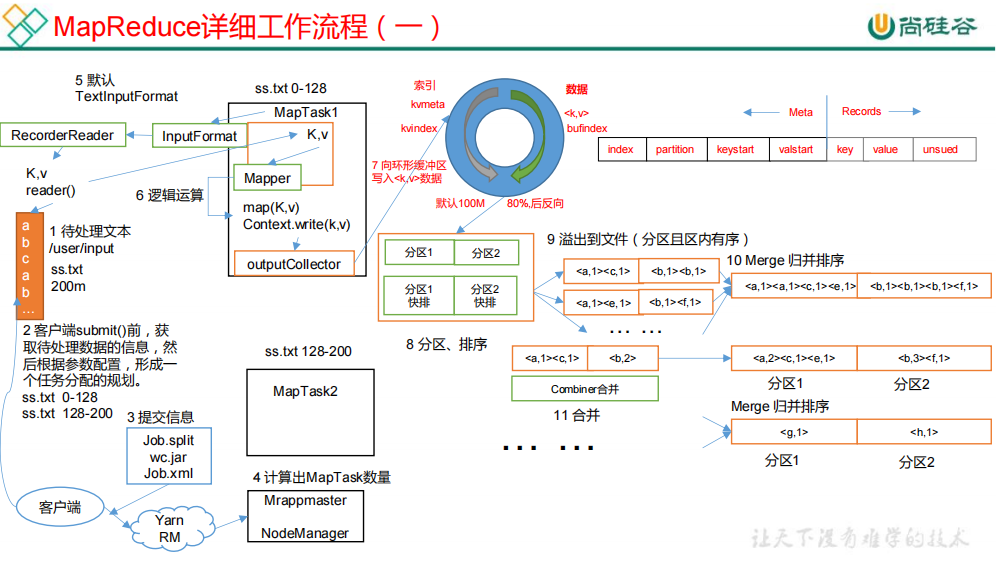 MapReduce详细工作流程（一）
尚硅谷
5 默认
TextInputFormat
ss.txt 0-128
MapTask1
RecorderReader
InputFormat
K,v
Mapper
K,v
reader()
6 逻辑运算
map(K,v)
Context.write(k,v)
outputCollector
a
b
c
a
b
...
1 待处理文本
/user/input
ss.txt
200m
2 客户端submit()前，获
取待处理数据的信息，然
后根据参数配置，形成一
个任务分配的规划。
ss.txt 0-128
ss.txt 128-200
3 提交信息
Job.split
wc.jar
Job.xml
客户端
Yarn
RM
ss.txt 128-200
MapTask2
4 计算出MapTask数量
Mrappmaster
NodeManager
索引
kvmeta
kvindex
数据
<k,v>
bufindex
7 向环形缓冲区
写入<k,v>数据
默认100M
80%,后反向
Meta
Records
index
partition
keystart
valstart
key
value
unsued
分区1
分区2
分区1
快排
分区2
快排
8 分区、排序
9 溢出到文件（分区且区内有序）
<a,1><c,1>
<b,1><b,1>
<a,1><e,1>
<b,1><f,1>
... ...
10 Merge 归并排序
<a,1><a,1><c,1><e,1>
<b,1><b,1><b,1><f,1>
<a,1><c,1>
<b,2>
Combiner合并
11 合并
<a,2><c,1><e,1>
<b,3><f,1>
分区1
分区2
Merge 归并排序
... ...
<g,1>
<h,1>
分区1
分区2
让天下没有难学的技术